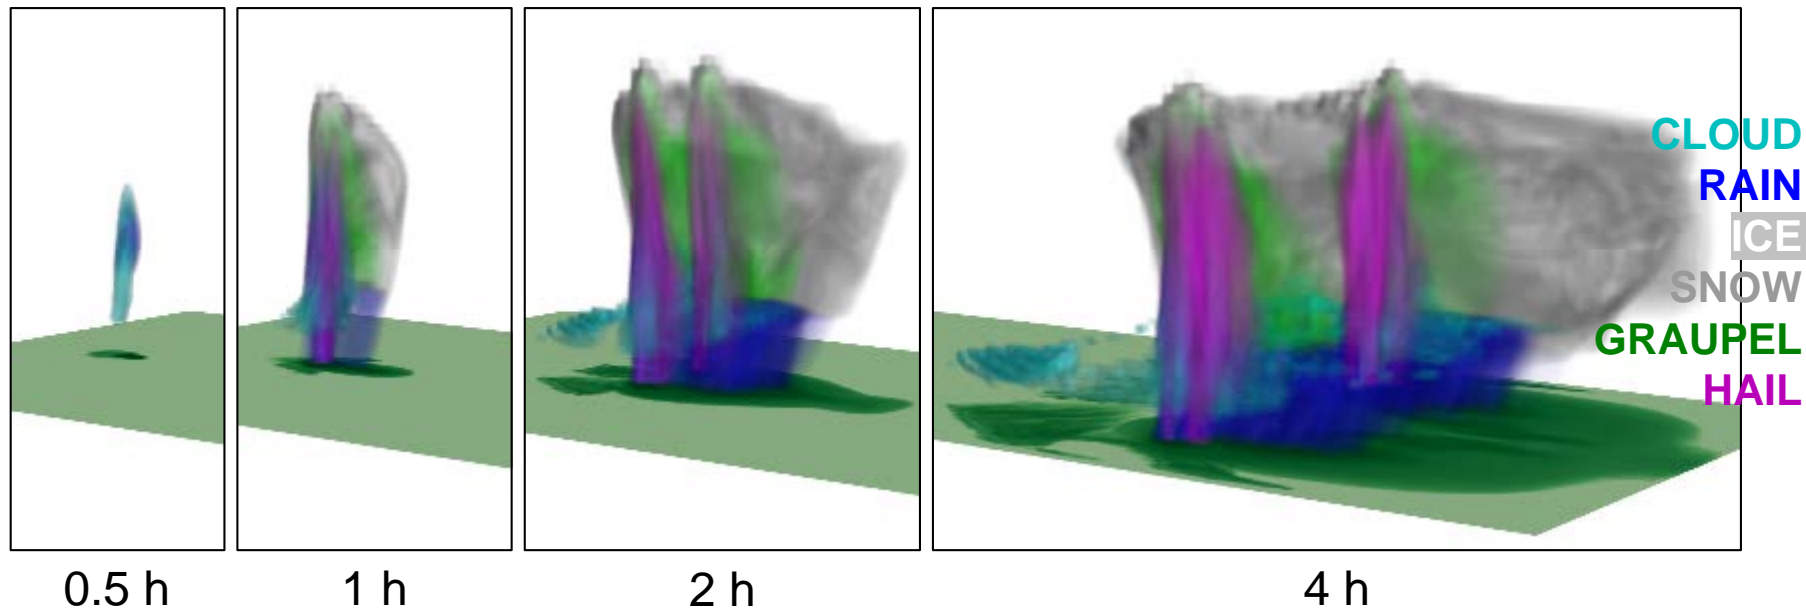 CLOUD
RAIN
ICE
SNOW
GRAUPEL
HAIL
0.5 h
1 h
2 h
4 h